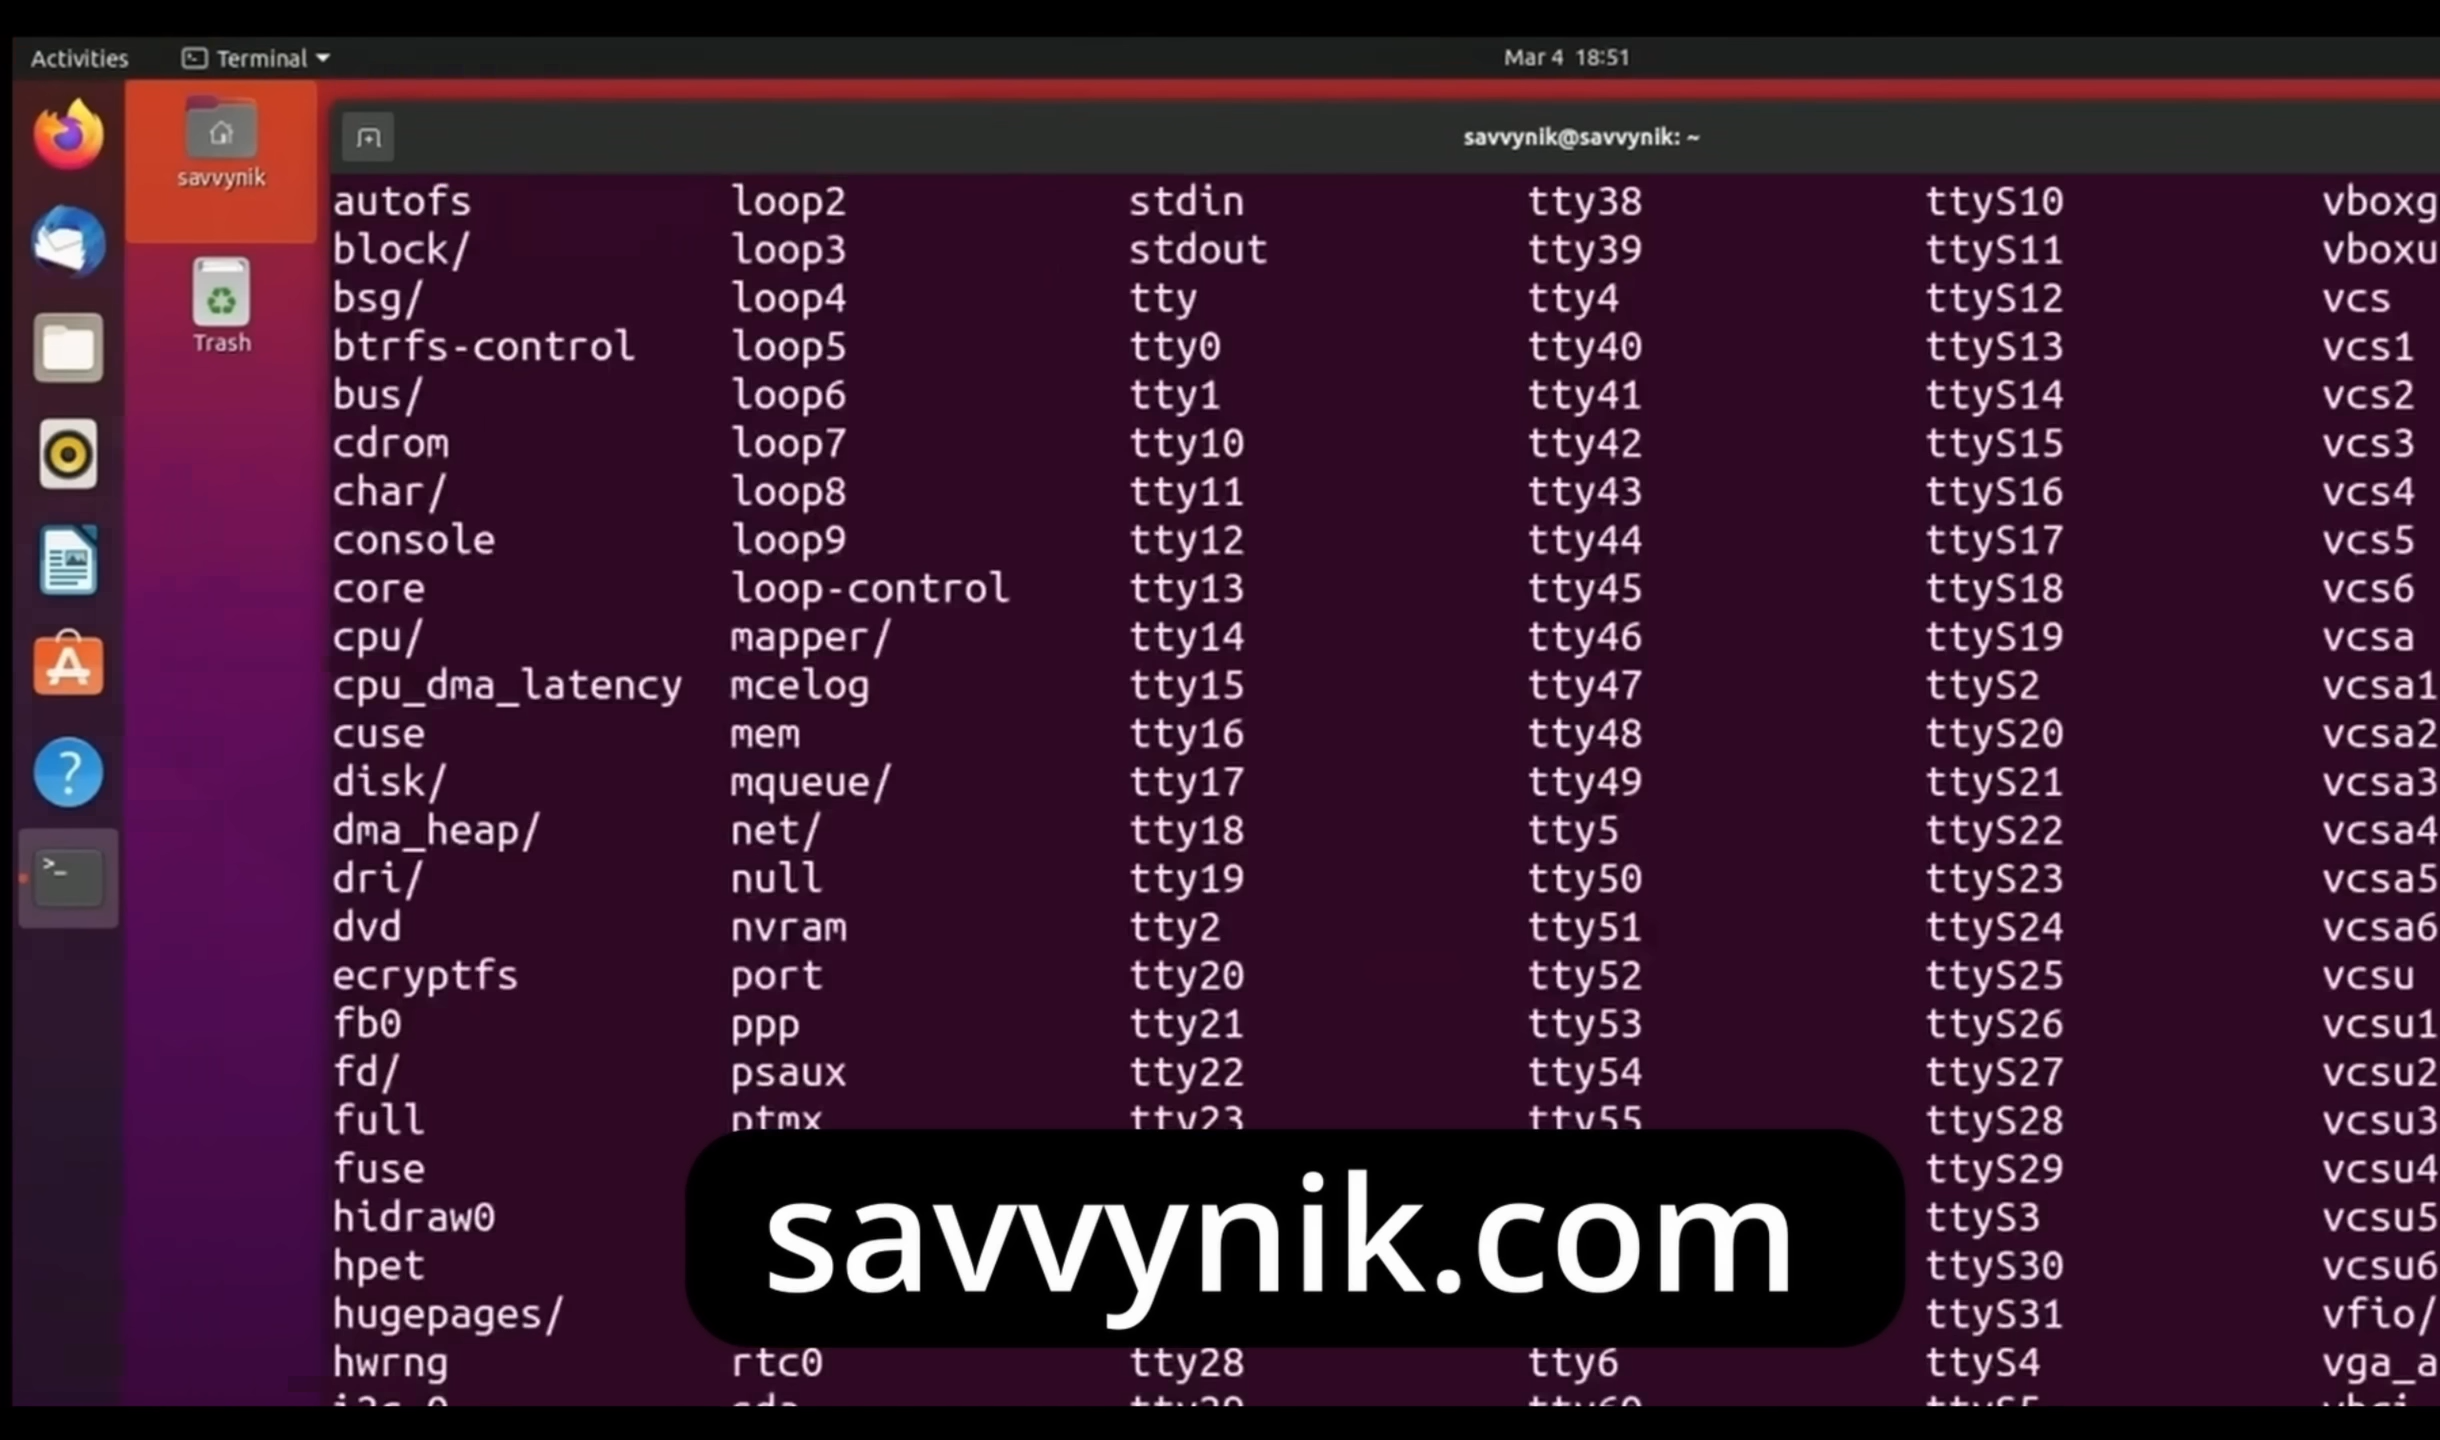 Activities Terminal Mar 4 18:51
savvynik
Trash
savvynik@savvynik: ~
autofs loop2 stdin tty38 ttyS10 vboxg
block/ loop3 stdout tty39 ttyS11 vboxu
bsg/ loop4 tty tty4 ttyS12 vcs
btrfs-control loop5 tty0 tty40 ttyS13 vcs1
bus/ loop6 tty1 tty41 ttyS14 vcs2
cdrom loop7 tty10 tty42 ttyS15 vcs3
char/ loop8 tty11 tty43 ttyS16 vcs4
console loop9 tty12 tty44 ttyS17 vcs5
core loop-control tty13 tty45 ttyS18 vcs6
cpu/ mapper/ tty14 tty46 ttyS19 vcsa
cpu_dma_latency mcelog tty15 tty47 ttyS2 vcsa1
cuse mem tty16 tty48 ttyS20 vcsa2
disk/ mqueue/ tty17 tty49 ttyS21 vcsa3
dma_heap/ net/ tty18 tty5 ttyS22 vcsa4
dri/ null tty19 tty50 ttyS23 vcsa5
dvd nvram tty2 tty51 ttyS24 vcsa6
ecryptfs port tty20 tty52 ttyS25 vcsu
fb0 ppp tty21 tty53 ttyS26 vcsu1
fd/ psaux tty22 tty54 ttyS27 vcsu2
full ptmx tty23 tty55 ttyS28 vcsu3
fuse ttyS29 vcsu4
hidraw0 ttyS3 vcsu5
hpet ttyS30 vcsu6
hugepages/ ttyS31 vfio/
hwrng rtc0 tty28 tty6 ttyS4 vga_a
savvynik.com